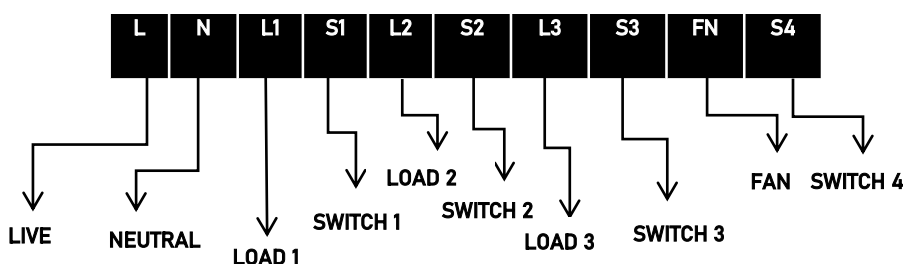 L N L1 S1 L2 S2 L3 S3 FN S4
LIVE
NEUTRAL
LOAD 1
SWITCH 1
LOAD 2
SWITCH 2
LOAD 3
SWITCH 3
FAN
SWITCH 4